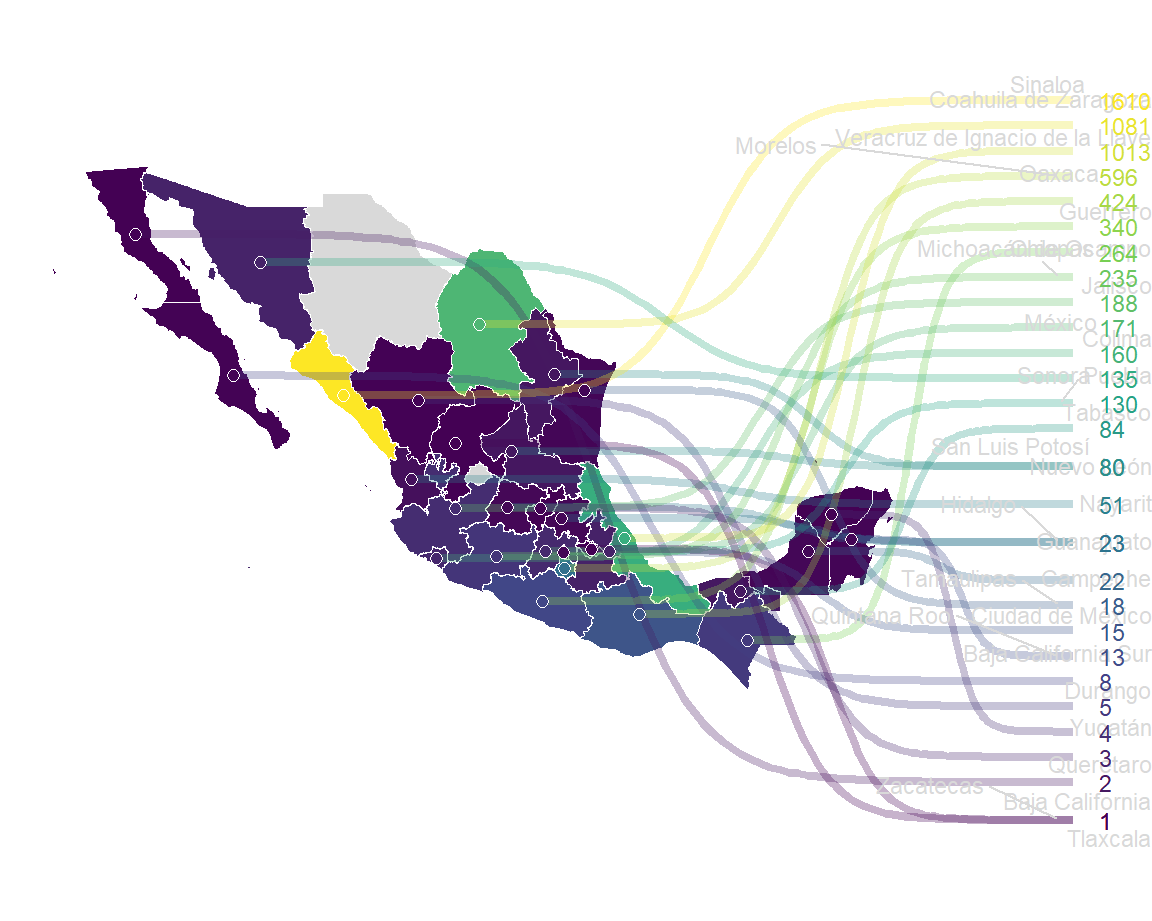 Sinaloa
Coahuila de Zaragoza
1610
1081
Veracruz de Ignacio de la Llave
Morelos
1013
Oaxaca
596
424
Guerrero
340
Michoacán de Ocampo
Chiapas
264
235
Jalisco
188
México
171
Colima
160
Sonora
Puebla
135
130
Tabasco
84
San Luis Potosí
Nuevo León
80
Hidalgo
Nayarit
51
Guanajuato
23
Tamaulipas
Campeche
22
18
Quintana Roo
Ciudad de México
15
Baja California Sur
13
8
Durango
5
Yucatán
4
3
Querétaro
2
Zacatecas
Baja California
1
Tlaxcala